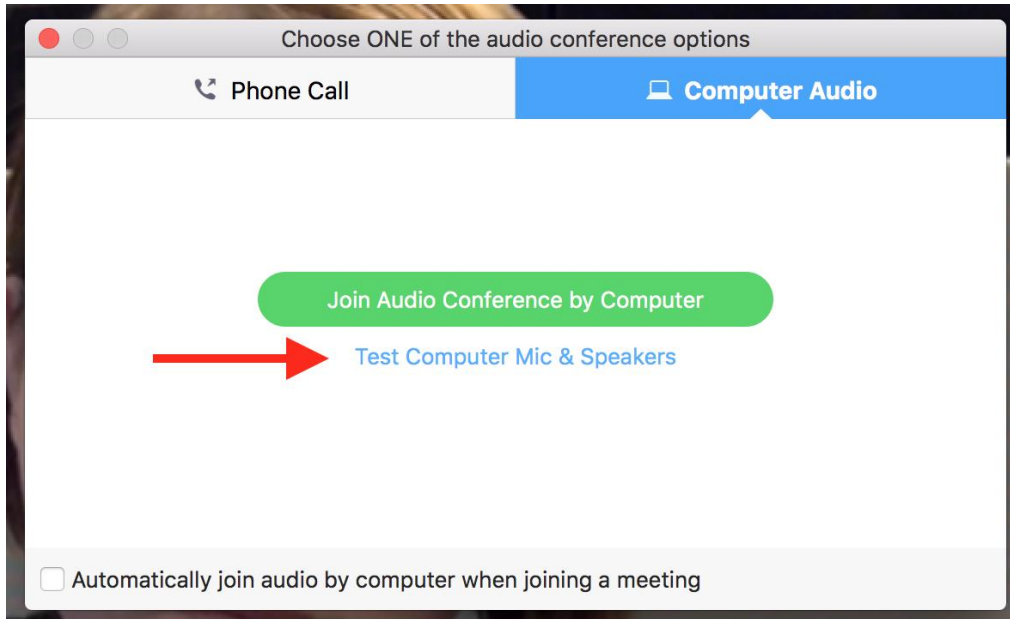 Choose ONE of the audio conference options
Phone Call
Computer Audio
Join Audio Conference by Computer
Test Computer Mic & Speakers
Automatically join audio by computer when joining a meeting